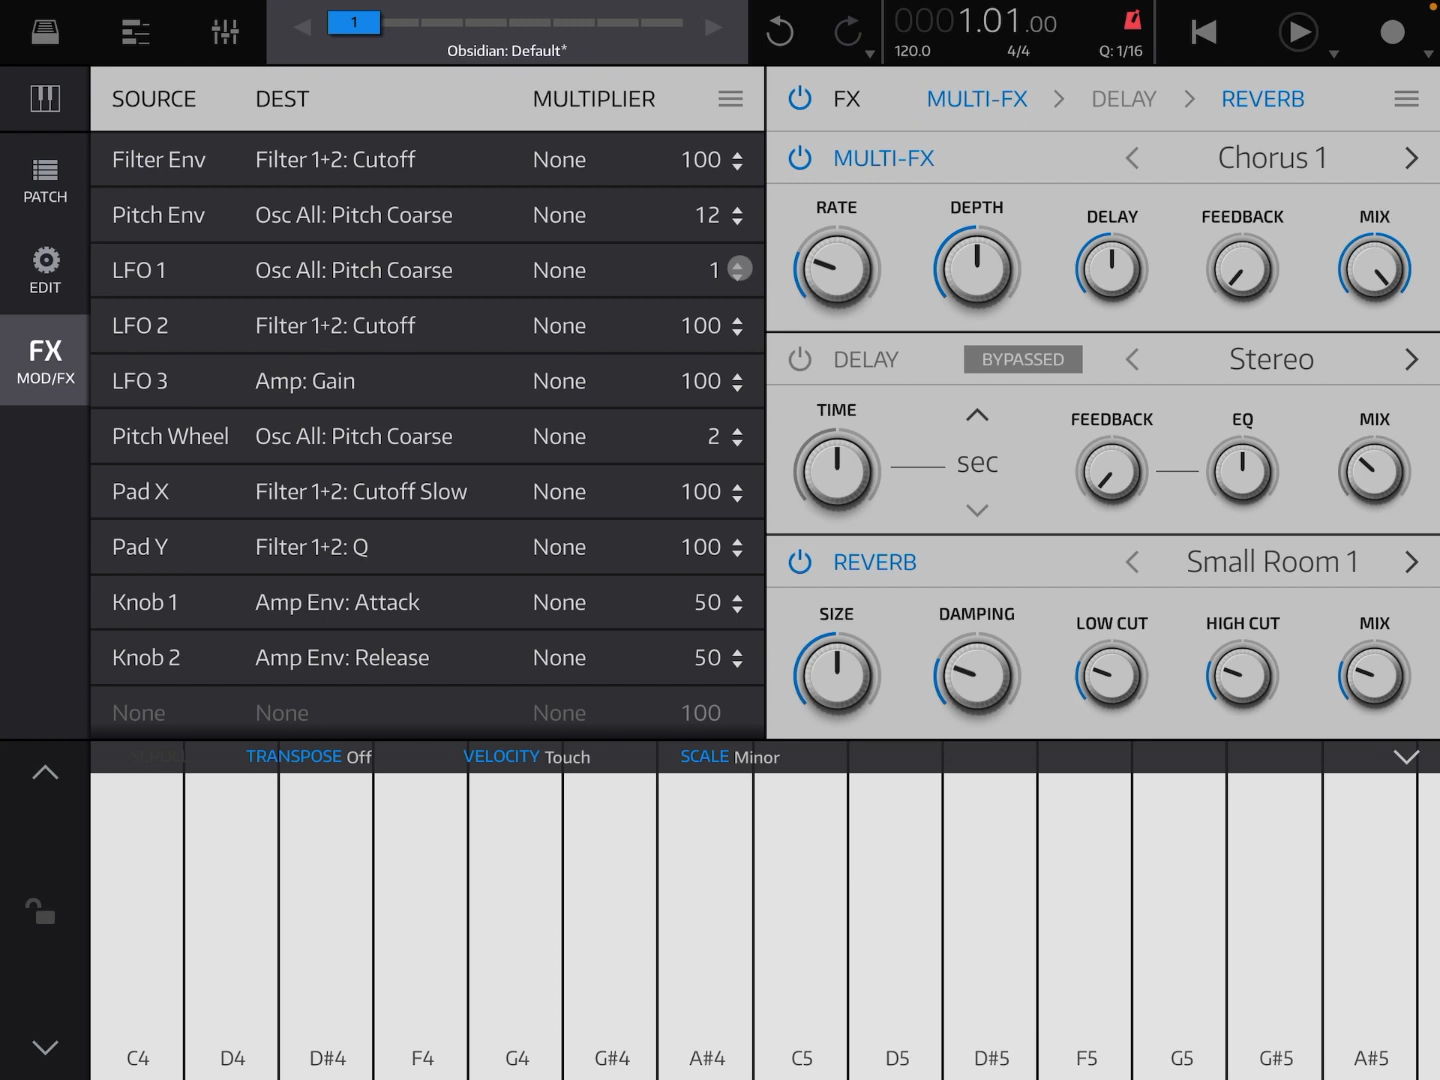 1
Obsidian: Default*
0001.01.00
120.0 4/4 Q: 1/16
SOURCE DEST MULTIPLIER
FX MULTI-FX > DELAY > REVERB
PATCH
EDIT
FX
MOD/FX
Filter Env Filter 1+2: Cutoff None 100
Pitch Env Osc All: Pitch Coarse None 12
LFO 1 Osc All: Pitch Coarse None 1
LFO 2 Filter 1+2: Cutoff None 100
LFO 3 Amp: Gain None 100
Pitch Wheel Osc All: Pitch Coarse None 2
Pad X Filter 1+2: Cutoff Slow None 100
Pad Y Filter 1+2: Q None 100
Knob 1 Amp Env: Attack None 50
Knob 2 Amp Env: Release None 50
None None None 100
MULTI-FX Chorus 1
RATE DEPTH DELAY FEEDBACK MIX
DELAY BYPASSED Stereo
TIME sec FEEDBACK EQ MIX
REVERB Small Room 1
SIZE DAMPING LOW CUT HIGH CUT MIX
SCROLL TRANSPOSE Off VELOCITY Touch SCALE Minor
C4 D4 D#4 F4 G4 G#4 A#4 C5 D5 D#5 F5 G5 G#5 A#5